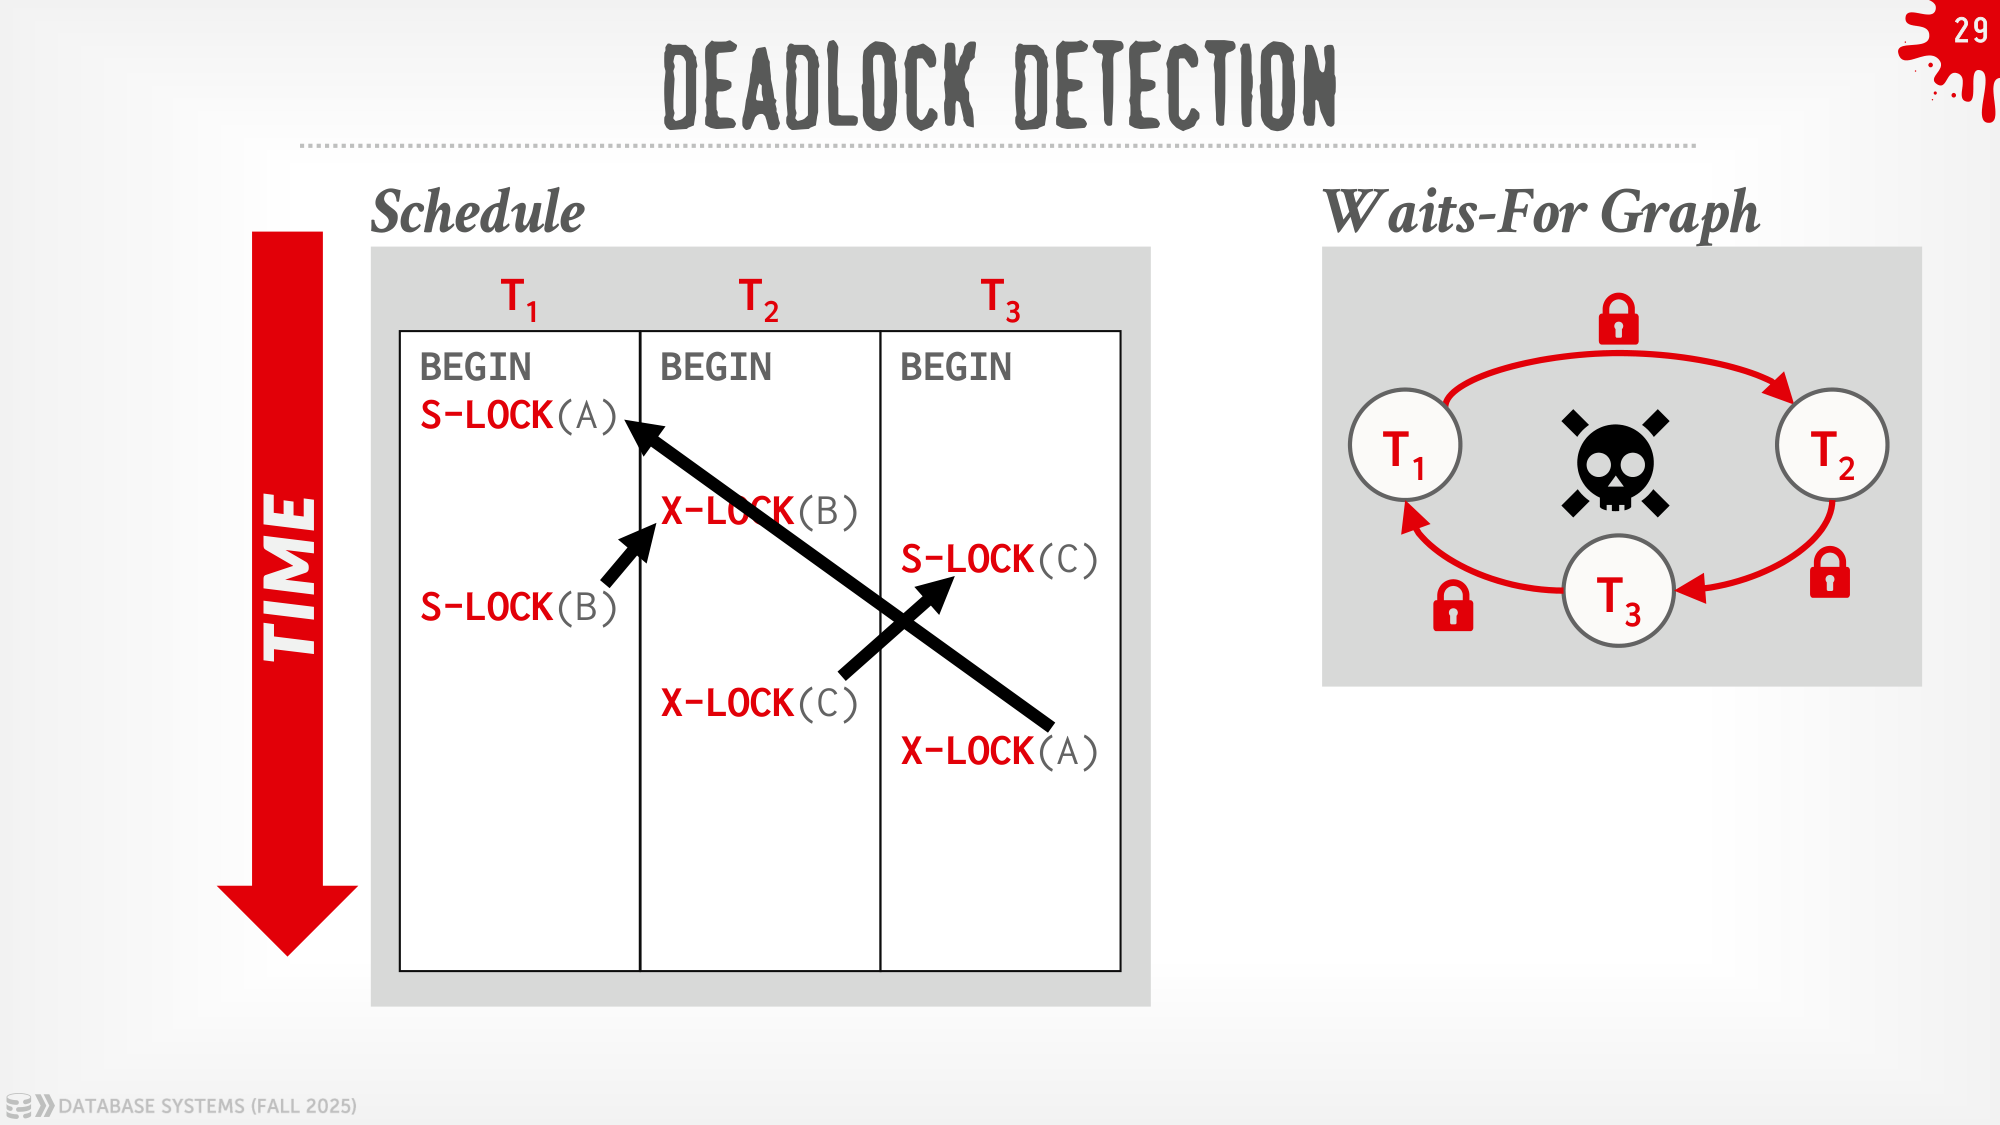 29
DEADLOCK DETECTION
Schedule
Waits-For Graph
TIME
T1 T2 T3
BEGIN BEGIN BEGIN
S-LOCK(A)
X-LOCK(B)
S-LOCK(C)
S-LOCK(B)
X-LOCK(C)
X-LOCK(A)
T1
T2
T3
DATABASE SYSTEMS (FALL 2025)